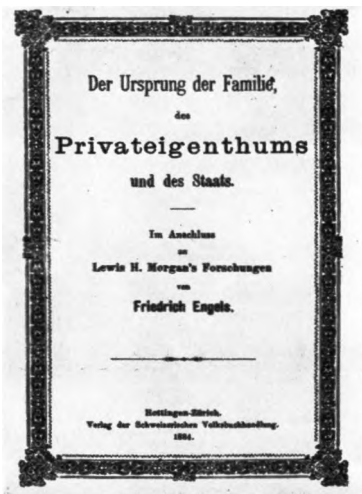 Der Ursprung der Familie,
des
Privateigenthums
und des Staats.
Im Anschluss
an
Lewis H. Morgan's Forschungen
von
Friedrich Engels.
Hottingen-Zürich.
Verlag der Schweizerischen Volksbuchhandlung.
1884.